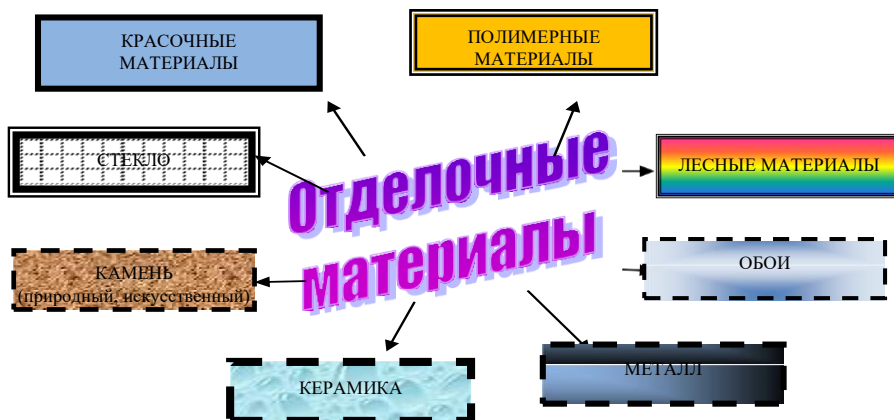 КРАСОЧНЫЕ
МАТЕРИАЛЫ
ПОЛИМЕРНЫЕ
МАТЕРИАЛЫ
СТЕКЛО
Отделочные
материалы
ЛЕСНЫЕ МАТЕРИАЛЫ
КАМЕНЬ
(природный, искусственный)
ОБОИ
КЕРАМИКА
МЕТАЛЛ